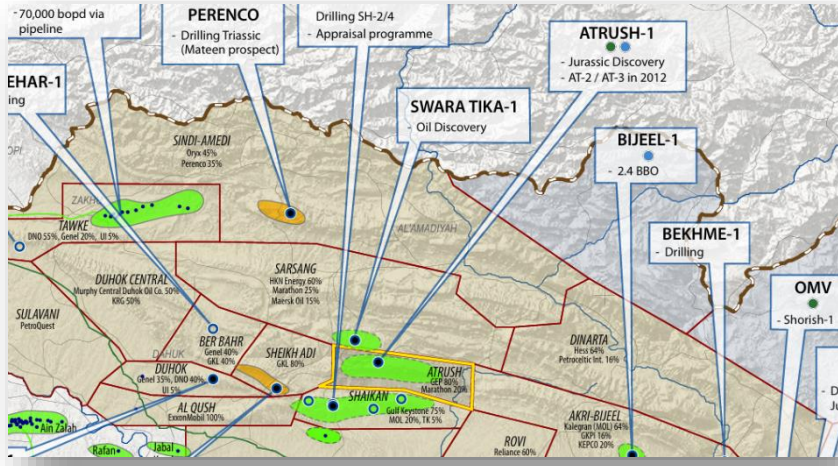 -70,000 bopd via
pipeline
PERENCO
- Drilling Triassic
(Mateen prospect)
Drilling SH-2/4
- Appraisal programme
ATRUSH-1
- Jurassic Discovery
- AT-2 / AT-3 in 2012
EHAR-1
ing
SWARA TIKA-1
- Oil Discovery
BIJEEL-1
- 2.4 BBO
BEKHME-1
- Drilling
OMV
- Shorish-1
SINDI-AMEDI
Oryx 45%
Perenco 35%
ZAKH
TAWKE
DNO 55%, Genel 20%, UI 5%
AL'AMADIYAH
DUHOK CENTRAL
Murphy Central Duhok Oil Co. 50%
KRG 50%
SARSANG
HKN Energy 60%
Marathon 25%
Maersk Oil 15%
SULAVANI
PetroQuest
BER BAHR
Genel 40%
GKL 40%
DAHUK
DUHOK
Genel 35%, DNO 40%
UI 5%
SHEIKH ADI
GKL 80%
DINARTA
Hess 64%
Petroceltic Int. 16%
ATRUSH
GEP 80%
Marathon 20%
SHAIKAN
Gulf Keystone 75%
MOL 20%, TK 5%
AL QUSH
ExxonMobil 100%
AKRI-BIJEEL
Kalegran (MOL) 64%
GKPI 16%
KEPCO 20%
ROVI
Reliance 60%
Ain Zalah
Rafan
Jabal
- D
Ju